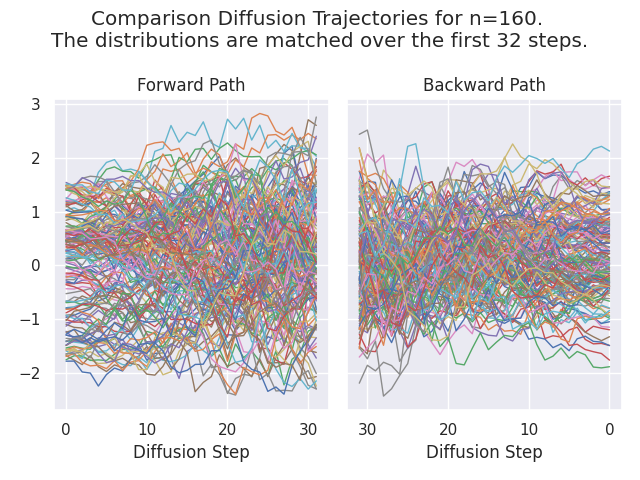 Comparison Diffusion Trajectories for n=160.
The distributions are matched over the first 32 steps.
Forward Path
Backward Path
3
2
1
0
−1
−2
0 10 20 30
30 20 10 0
Diffusion Step
Diffusion Step